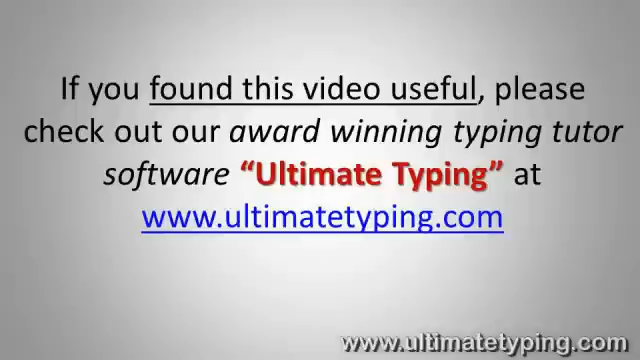 If you found this video useful, please
check out our award winning typing tutor
software “Ultimate Typing” at
www.ultimatetyping.com
www.ultimatetyping.com